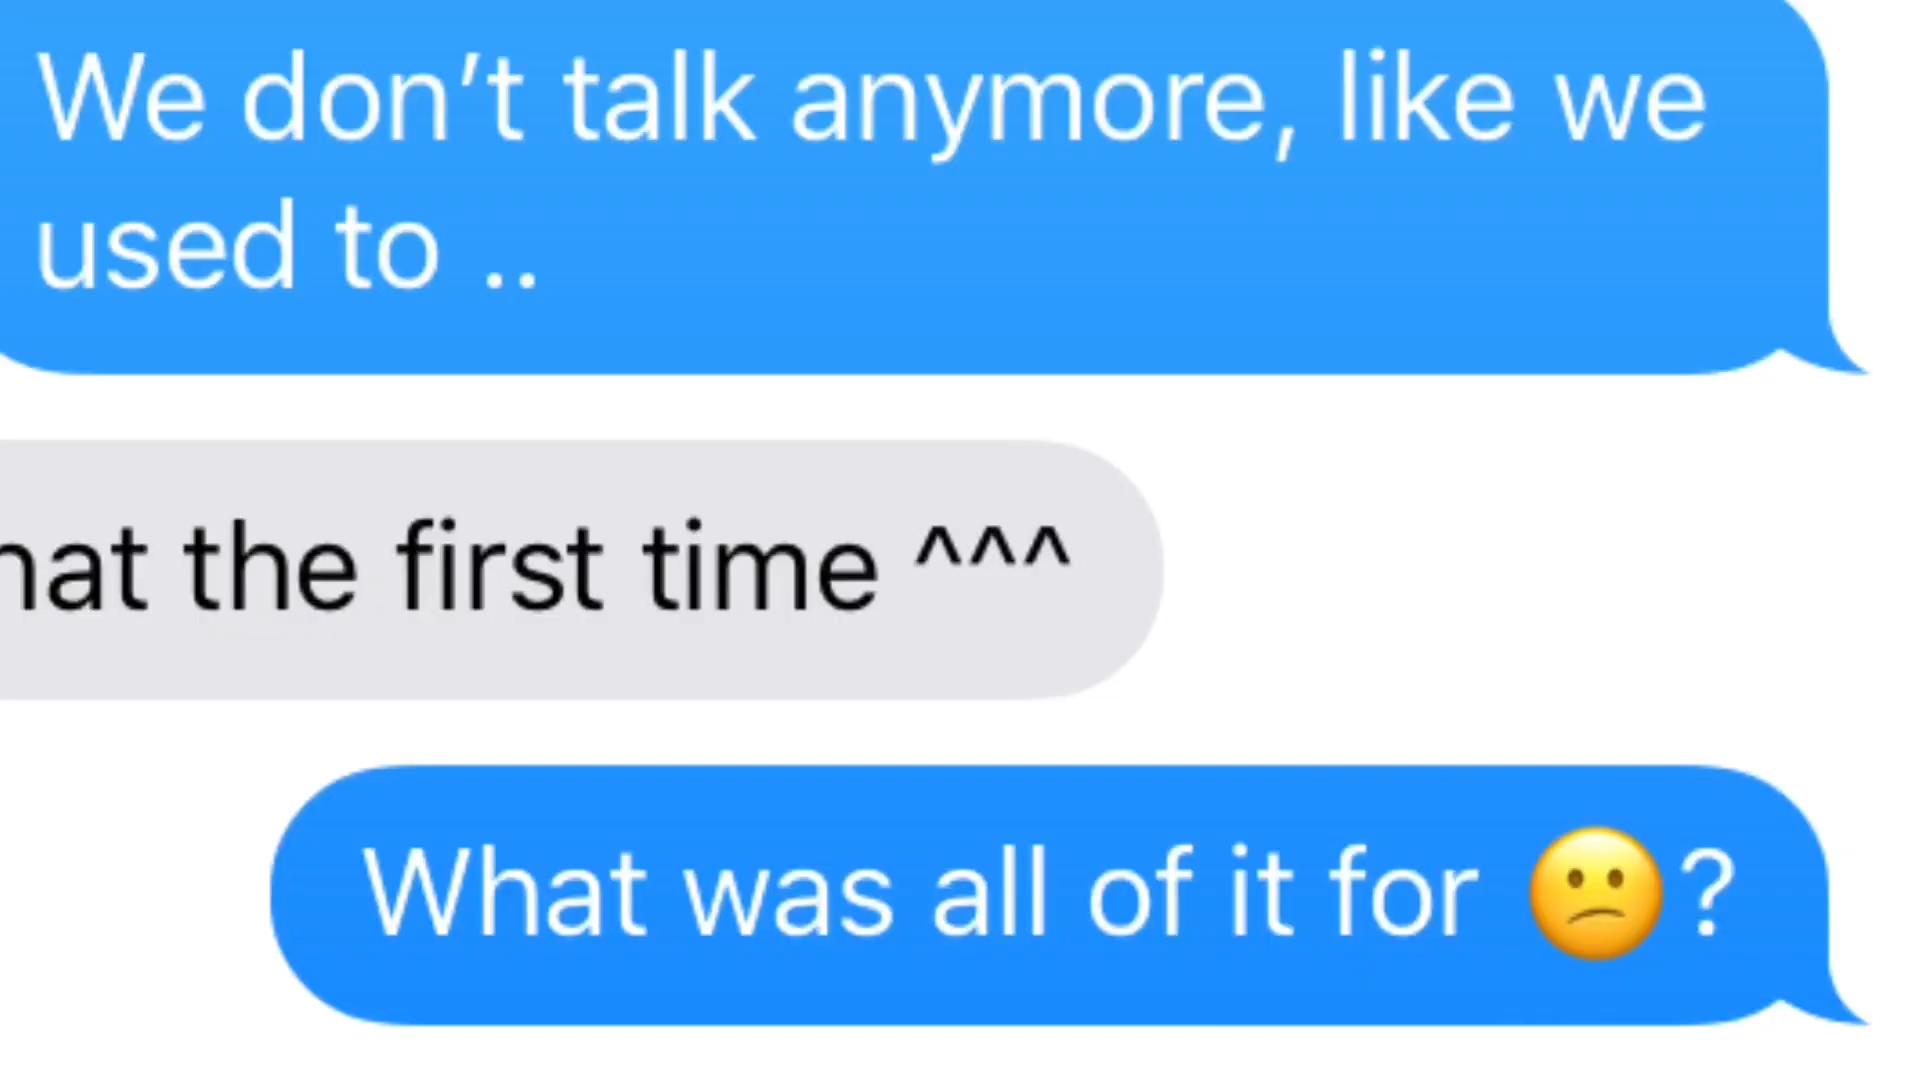 We don’t talk anymore, like we
used to ..
the first time ^^^
What was all of it for 😕?